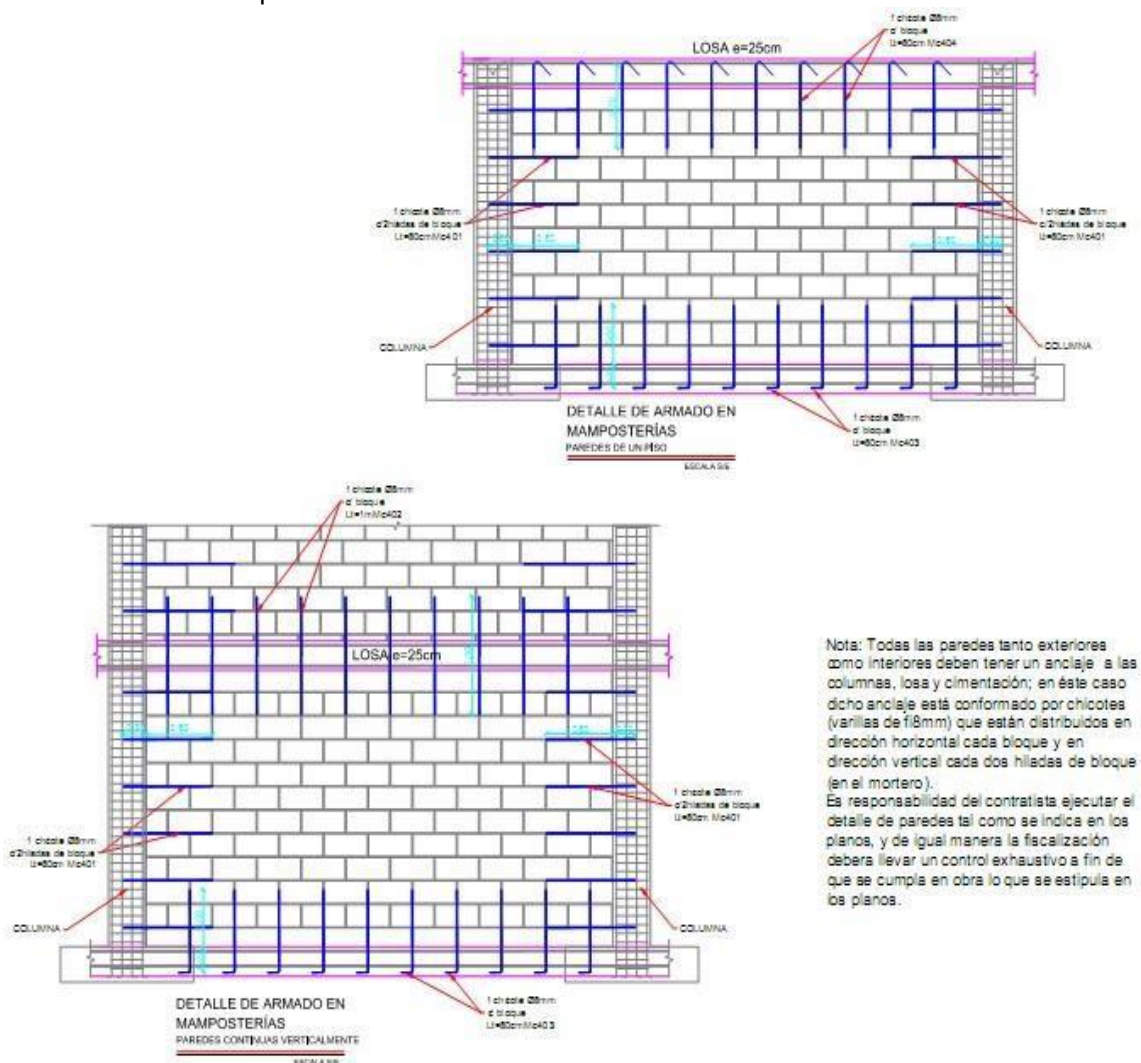 1 chicote Ø8mm
c/ bloque
Lt=80cm Mc404
LOSA e=25cm
1 chicote Ø8mm
c/2hiladas de bloque
Lt=80cm Mc401
1 chicote Ø8mm
c/2hiladas de bloque
Lt=80cm Mc401
COLUMNA
COLUMNA
1 chicote Ø8mm
c/ bloque
Lt=80cm Mc403
DETALLE DE ARMADO EN
MAMPOSTERÍAS
PAREDES DE UN PISO
ESCALA S/E
1 chicote Ø8mm
c/ bloque
Lt=1mMc402
LOSA e=25cm
1 chicote Ø8mm
c/2hiladas de bloque
Lt=80cm Mc401
1 chicote Ø8mm
c/2hiladas de bloque
Lt=80cm Mc401
COLUMNA
COLUMNA
1 chicote Ø8mm
c/ bloque
Lt=80cmMc403
DETALLE DE ARMADO EN
MAMPOSTERÍAS
PAREDES CONTINUAS VERTICALMENTE
ESCALA S/E
Nota: Todas las paredes tanto exteriores
como interiores deben tener un anclaje a las
columnas, losa y cimentación; en éste caso
dicho anclaje está conformado por chicotes
(varillas de fi8mm) que están distribuidos en
dirección horizontal cada bloque y en
dirección vertical cada dos hiladas de bloque
(en el mortero).
Es responsabilidad del contratista ejecutar el
detalle de paredes tal como se indica en los
planos, y de igual manera la fiscalización
debera llevar un control exhaustivo a fin de
que se cumpla en obra lo que se estipula en
los planos.